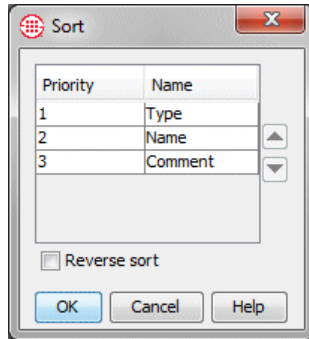 Sort
Priority Name
1 Type
2 Name
3 Comment
Reverse sort
OK Cancel Help